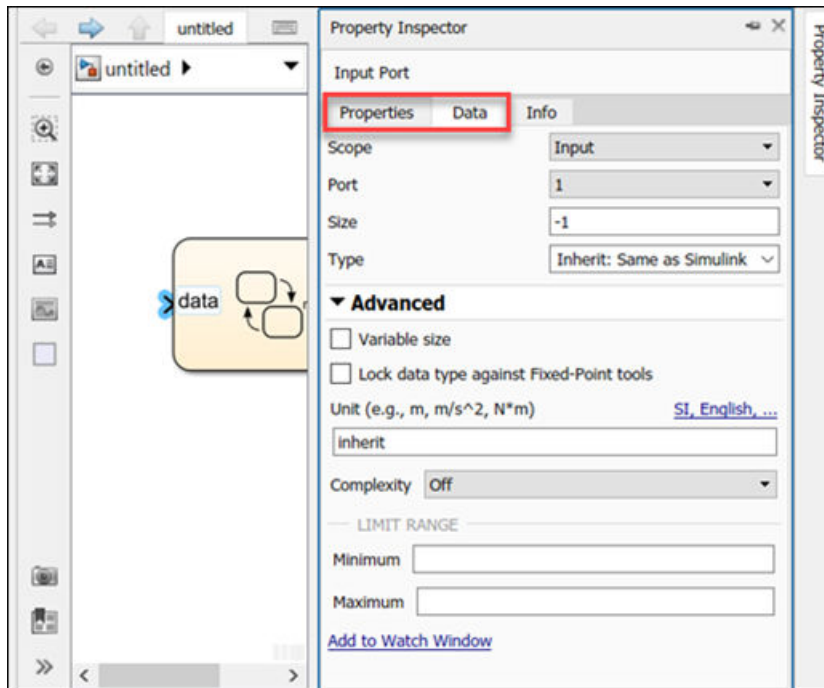 untitled
Property Inspector
Property Inspector
untitled
Input Port
Properties Data Info
Scope Input
Port 1
Size -1
Type Inherit: Same as Simulink
data
Advanced
Variable size
Lock data type against Fixed-Point tools
Unit (e.g., m, m/s^2, N*m) SI, English, ...
inherit
Complexity Off
LIMIT RANGE
Minimum
Maximum
Add to Watch Window